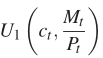 U_1 \left( c_t, \frac{M_t}{P_t} \right)